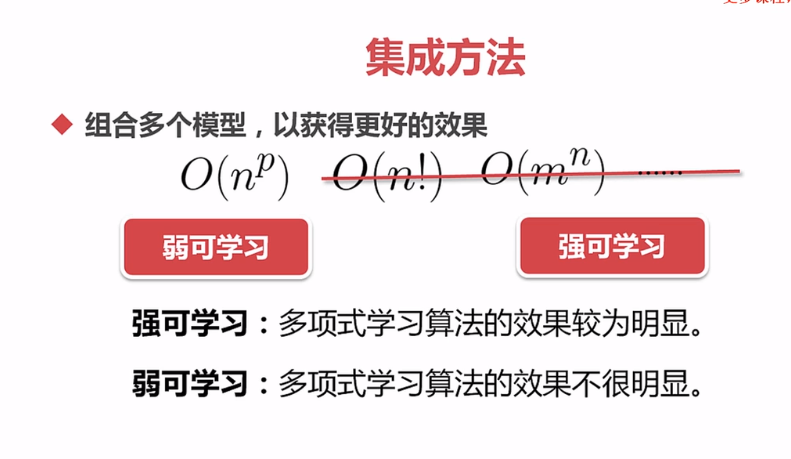 集成方法
组合多个模型，以获得更好的效果
O(n^p) O(n!) O(m^n) ......
弱可学习 强可学习
强可学习：多项式学习算法的效果较为明显。
弱可学习：多项式学习算法的效果不很明显。